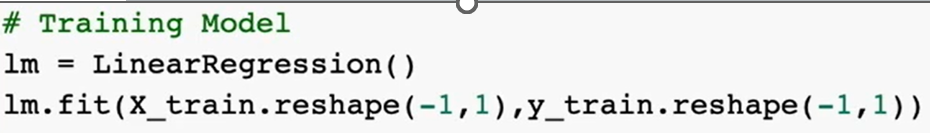 # Training Model
lm = LinearRegression()
lm.fit(X_train.reshape(-1,1),y_train.reshape(-1,1))